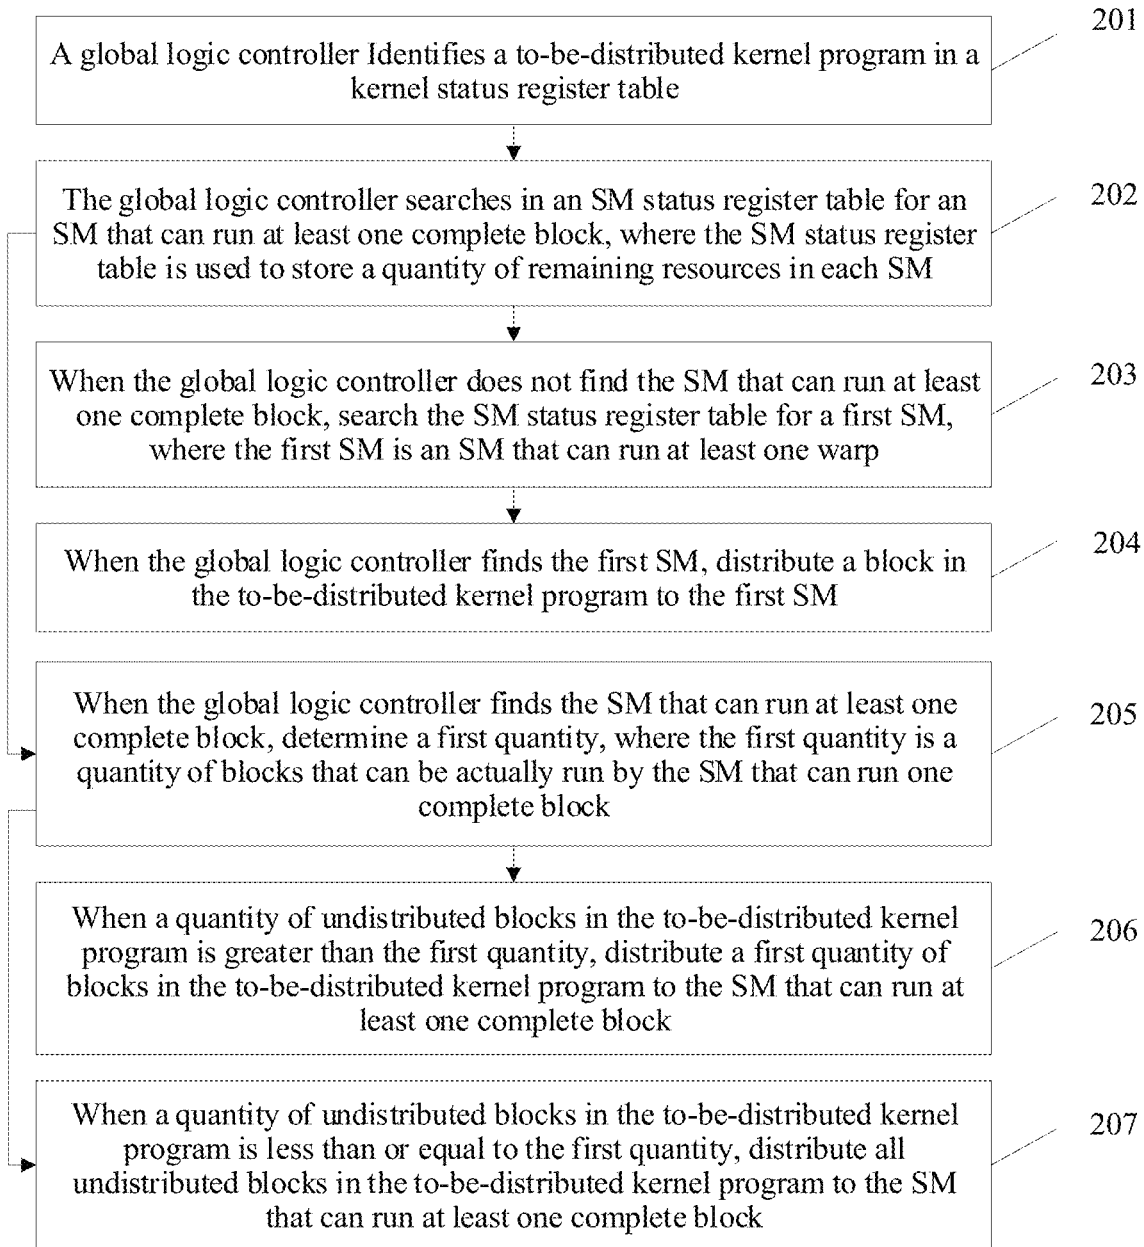 201
A global logic controller Identifies a to-be-distributed kernel program in a
kernel status register table
202
The global logic controller searches in an SM status register table for an
SM that can run at least one complete block, where the SM status register
table is used to store a quantity of remaining resources in each SM
203
When the global logic controller does not find the SM that can run at least
one complete block, search the SM status register table for a first SM,
where the first SM is an SM that can run at least one warp
204
When the global logic controller finds the first SM, distribute a block in
the to-be-distributed kernel program to the first SM
205
When the global logic controller finds the SM that can run at least one
complete block, determine a first quantity, where the first quantity is a
quantity of blocks that can be actually run by the SM that can run one
complete block
206
When a quantity of undistributed blocks in the to-be-distributed kernel
program is greater than the first quantity, distribute a first quantity of
blocks in the to-be-distributed kernel program to the SM that can run at
least one complete block
207
When a quantity of undistributed blocks in the to-be-distributed kernel
program is less than or equal to the first quantity, distribute all
undistributed blocks in the to-be-distributed kernel program to the SM
that can run at least one complete block